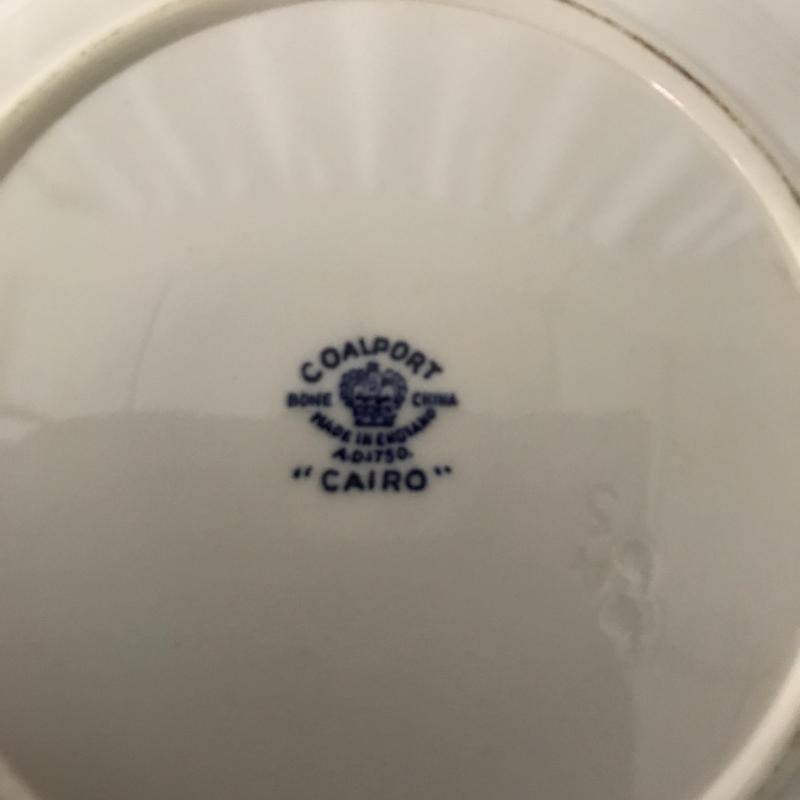 COALPORT
BONE CHINA
MADE IN ENGLAND
A.D.1750.
"CAIRO"